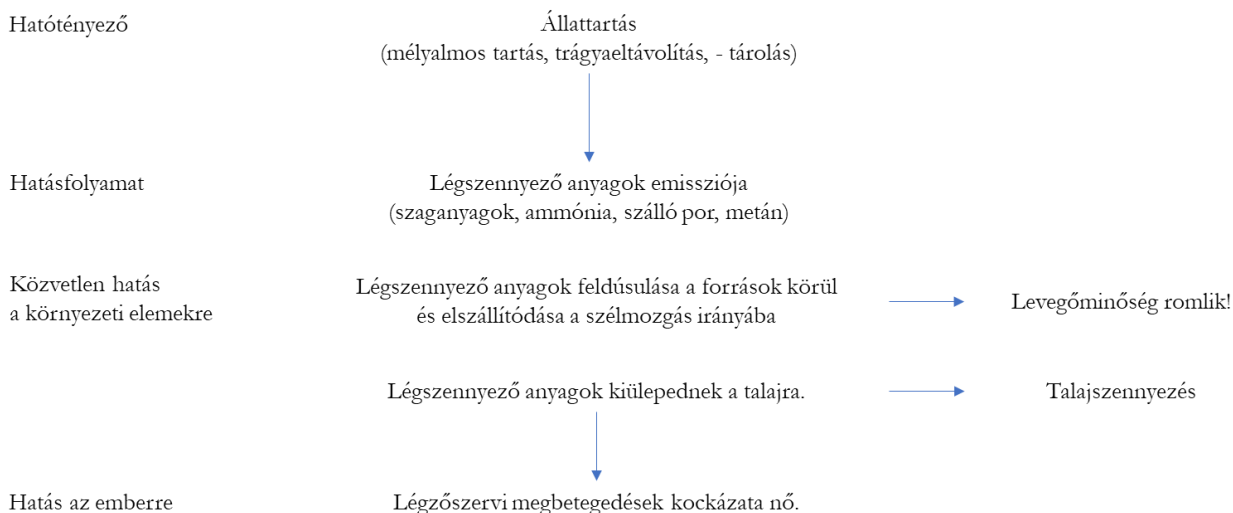 Hatótényező
Állattartás
(mélyalmos tartás, trágyaeltávolítás, - tárolás)
Hatásfolyamat
Légszennyező anyagok emissziója
(szaganyagok, ammónia, szálló por, metán)
Közvetlen hatás
a környezeti elemekre
Légszennyező anyagok feldúsulása a források körül
és elszállítódása a szélmozgás irányába
Levegőminőség romlik!
Légszennyező anyagok kiülepednek a talajra.
Talajszennyezés
Hatás az emberre
Légzőszervi megbetegedések kockázata nő.